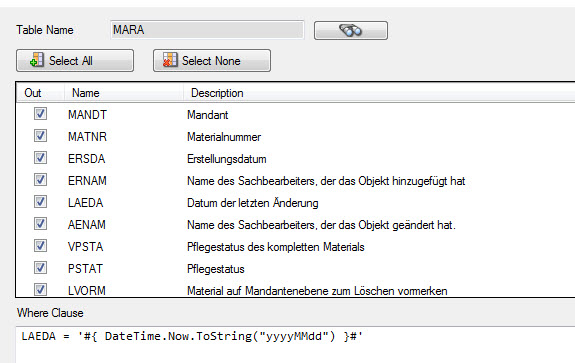 Table Name MARA
Select All Select None
Out Name Description
MANDT Mandant
MATNR Materialnummer
ERSDA Erstellungsdatum
ERNAM Name des Sachbearbeiters, der das Objekt hinzugefügt hat
LAEDA Datum der letzten Änderung
AENAM Name des Sachbearbeiters, der das Objekt geändert hat.
VPSTA Pflegestatus des kompletten Materials
PSTAT Pflegestatus
LVORM Material auf Mandantenebene zum Löschen vormerken
Where Clause
LAEDA = '#{ DateTime.Now.ToString("yyyyMMdd") }#'